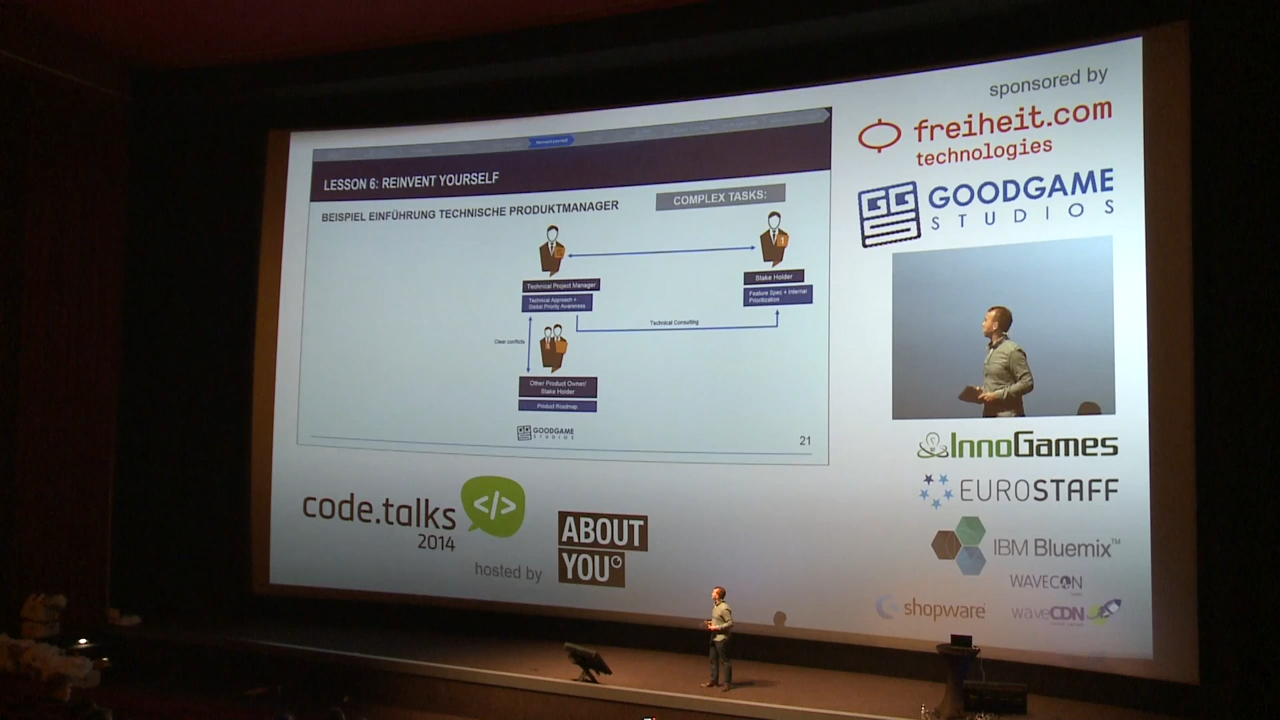 sponsored by
freiheit.com
technologies
GOODGAME
STUDIOS
Reinvent yourself
LESSON 6: REINVENT YOURSELF
BEISPIEL EINFÜHRUNG TECHNISCHE PRODUKTMANAGER
COMPLEX TASKS:
Technical Project Manager
Technical Approach +
Global Priority Awareness
Stake Holder
Feature Spec + Internal
Prioritization
Technical Consulting
Clear conflicts
Other Product Owner/
Stake Holder
Product Roadmap
GOODGAME
STUDIOS
21
InnoGames
EUROSTAFF
IBM Bluemix™
WAVECON
shopware
waveCDN
code.talks
</>
2014
hosted by
ABOUT
YOU